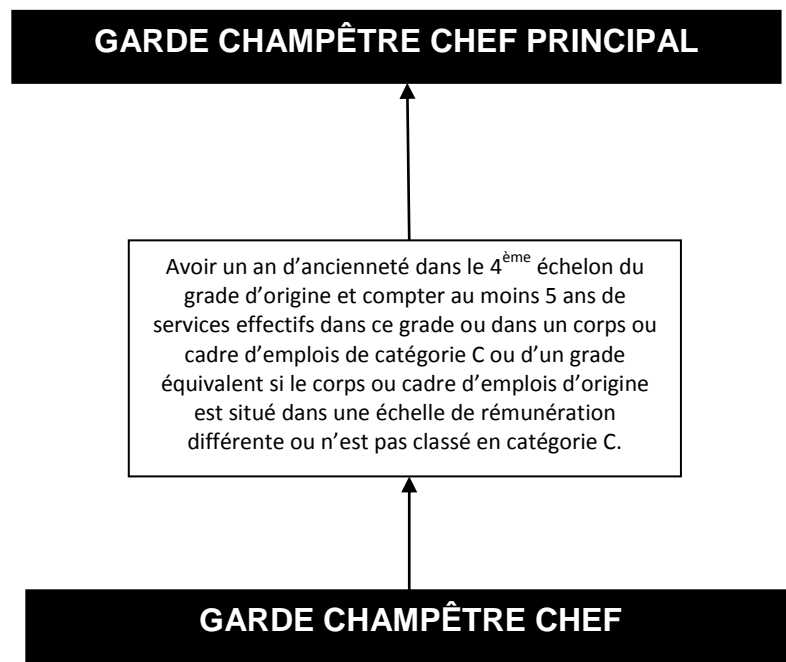 GARDE CHAMPÊTRE CHEF PRINCIPAL
Avoir un an d’ancienneté dans le 4ème échelon du
grade d’origine et compter au moins 5 ans de
services effectifs dans ce grade ou dans un corps ou
cadre d’emplois de catégorie C ou d’un grade
équivalent si le corps ou cadre d’emplois d’origine
est situé dans une échelle de rémunération
différente ou n’est pas classé en catégorie C.
GARDE CHAMPÊTRE CHEF